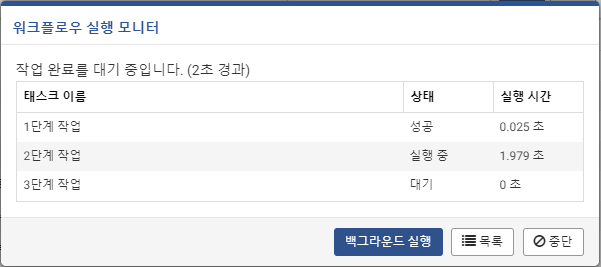 워크플로우 실행 모니터
작업 완료를 대기 중입니다. (2초 경과)
태스크 이름 상태 실행 시간
1단계 작업 성공 0.025 초
2단계 작업 실행 중 1.979 초
3단계 작업 대기 0 초
백그라운드 실행 목록 중단